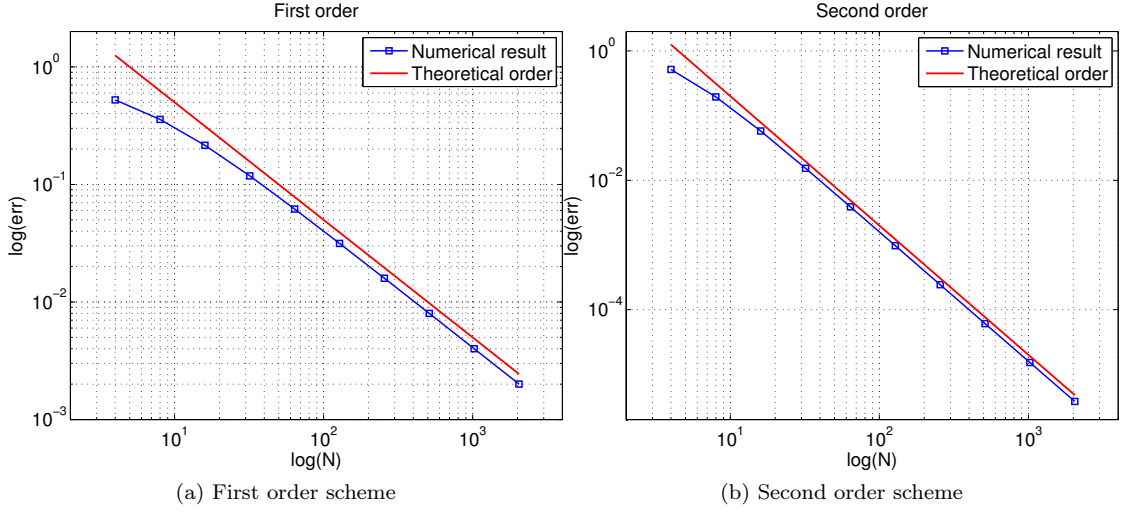 First order
Numerical result
Theoretical order
10^0
10^-1
10^-2
10^-3
log(err)
10^1
10^2
10^3
log(N)
(a) First order scheme
Second order
Numerical result
Theoretical order
10^0
10^-2
10^-4
log(err)
10^1
10^2
10^3
log(N)
(b) Second order scheme